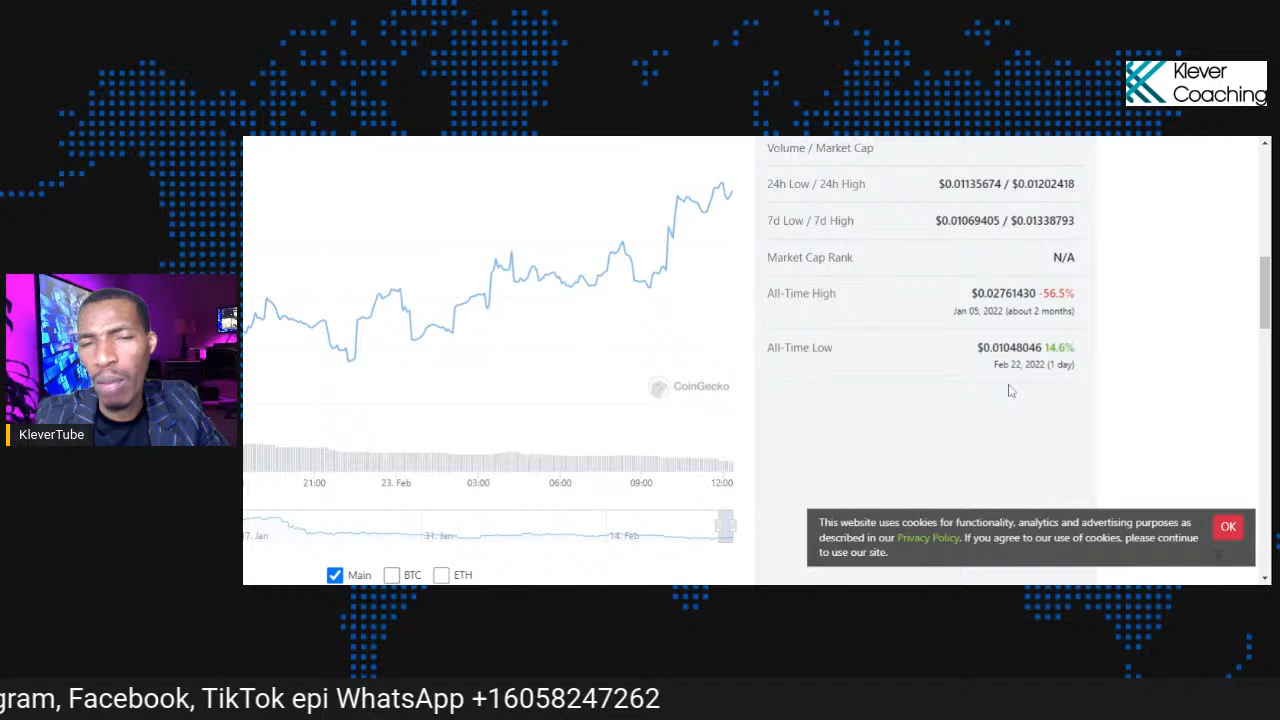 Klever
Coaching
Volume / Market Cap
24h Low / 24h High $0.01135674 / $0.01202418
7d Low / 7d High $0.01069405 / $0.01338793
Market Cap Rank N/A
All-Time High $0.02761430 -56.5%
Jan 05, 2022 (about 2 months)
All-Time Low $0.01048046 14.6%
Feb 22, 2022 (1 day)
CoinGecko
KleverTube
21:00 23. Feb 03:00 06:00 09:00 12:00
17. Jan 31. Jan 14. Feb
This website uses cookies for functionality, analytics and advertising purposes as
described in our Privacy Policy. If you agree to our use of cookies, please continue
to use our site.
OK
Main BTC ETH
gram, Facebook, TikTok epi WhatsApp +16058247262